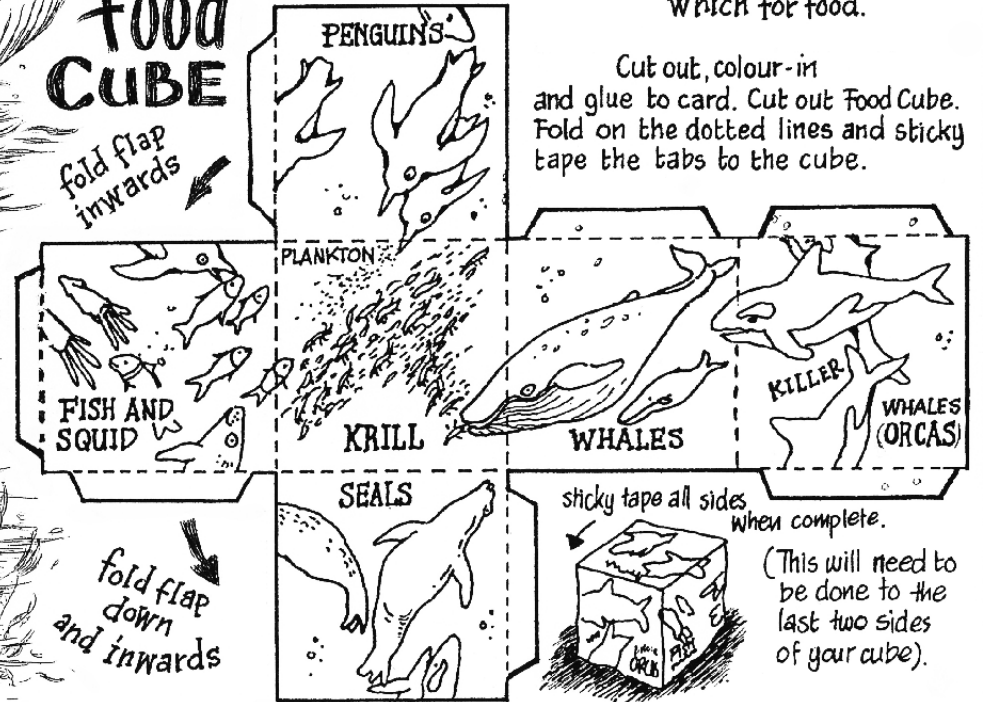 food
CUBE
which for food.
Cut out, colour-in
and glue to card. Cut out Food Cube.
Fold on the dotted lines and sticky
tape the tabs to the cube.
fold flap
inwards
PENGUINS
PLANKTON
FISH AND
SQUID
KRILL
WHALES
KILLER
WHALES
(ORCAS)
SEALS
sticky tape all sides
when complete.
(This will need to
be done to the
last two sides
of your cube).
fold flap
down
and inwards
ORCAS